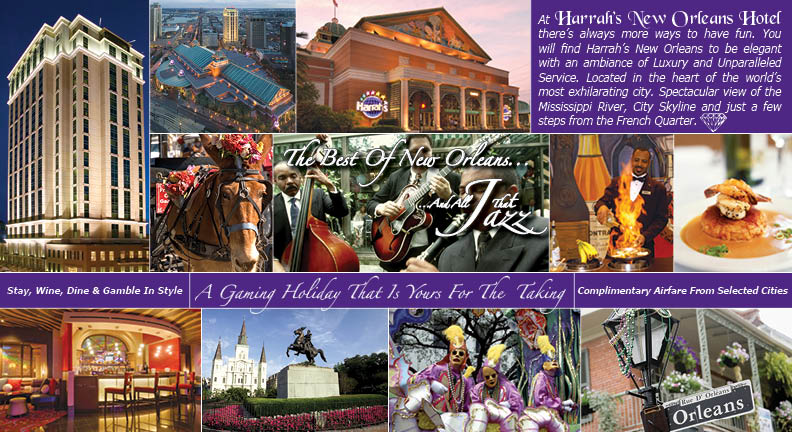 At Harrah's New Orleans Hotel
there's always more ways to have fun. You
will find Harrah's New Orleans to be elegant
with an ambiance of Luxury and Unparalleled
Service. Located in the heart of the world's
most exhilarating city. Spectacular view of the
Mississippi River, City Skyline and just a few
steps from the French Quarter.
Harrah's
The Best Of New Orleans...
...And All That
Jazz
Stay, Wine, Dine & Gamble In Style
A Gaming Holiday That Is Yours For The Taking
Complimentary Airfare From Selected Cities
Rue D' Orléans
Orleans